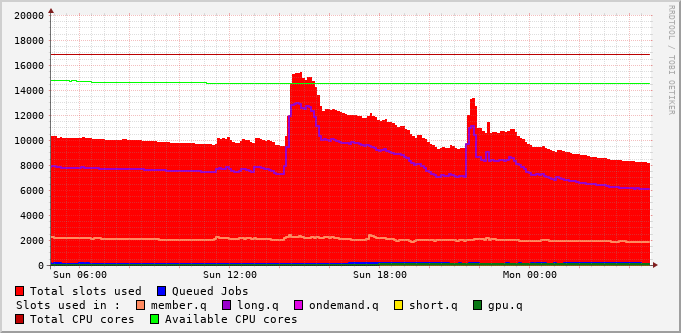 20000
18000
16000
14000
12000
10000
8000
6000
4000
2000
0
Sun 06:00 Sun 12:00 Sun 18:00 Mon 00:00
Total slots used Queued Jobs
Slots used in : member.q long.q ondemand.q short.q gpu.q
Total CPU cores Available CPU cores
RRDTOOL / TOBI OETIKER